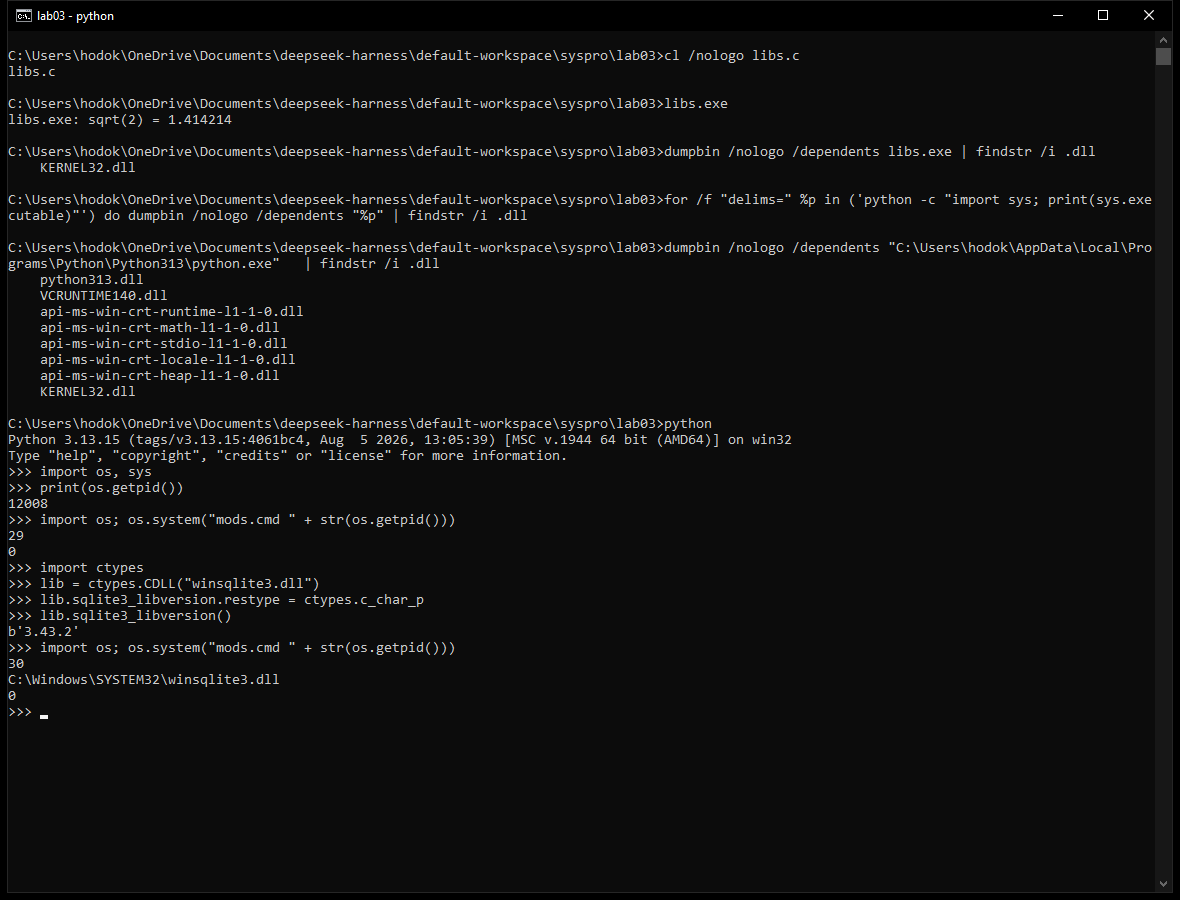 lab03 - python
C:\Users\hodok\OneDrive\Documents\deepseek-harness\default-workspace\syspro\lab03>cl /nologo libs.c
libs.c
C:\Users\hodok\OneDrive\Documents\deepseek-harness\default-workspace\syspro\lab03>libs.exe
libs.exe: sqrt(2) = 1.414214
C:\Users\hodok\OneDrive\Documents\deepseek-harness\default-workspace\syspro\lab03>dumpbin /nologo /dependents libs.exe | findstr /i .dll
    KERNEL32.dll
C:\Users\hodok\OneDrive\Documents\deepseek-harness\default-workspace\syspro\lab03>for /f "delims=" %p in ('python -c "import sys; print(sys.exe
cutable)"') do dumpbin /nologo /dependents "%p" | findstr /i .dll
C:\Users\hodok\OneDrive\Documents\deepseek-harness\default-workspace\syspro\lab03>dumpbin /nologo /dependents "C:\Users\hodok\AppData\Local\Pro
grams\Python\Python313\python.exe"   | findstr /i .dll
    python313.dll
    VCRUNTIME140.dll
    api-ms-win-crt-runtime-l1-1-0.dll
    api-ms-win-crt-math-l1-1-0.dll
    api-ms-win-crt-stdio-l1-1-0.dll
    api-ms-win-crt-locale-l1-1-0.dll
    api-ms-win-crt-heap-l1-1-0.dll
    KERNEL32.dll
C:\Users\hodok\OneDrive\Documents\deepseek-harness\default-workspace\syspro\lab03>python
Python 3.13.15 (tags/v3.13.15:4061bc4, Aug  5 2026, 13:05:39) [MSC v.1944 64 bit (AMD64)] on win32
Type "help", "copyright", "credits" or "license" for more information.
>>> import os, sys
>>> print(os.getpid())
12008
>>> import os; os.system("mods.cmd " + str(os.getpid()))
29
0
>>> import ctypes
>>> lib = ctypes.CDLL("winsqlite3.dll")
>>> lib.sqlite3_libversion.restype = ctypes.c_char_p
>>> lib.sqlite3_libversion()
b'3.43.2'
>>> import os; os.system("mods.cmd " + str(os.getpid()))
30
C:\Windows\SYSTEM32\winsqlite3.dll
0
>>>